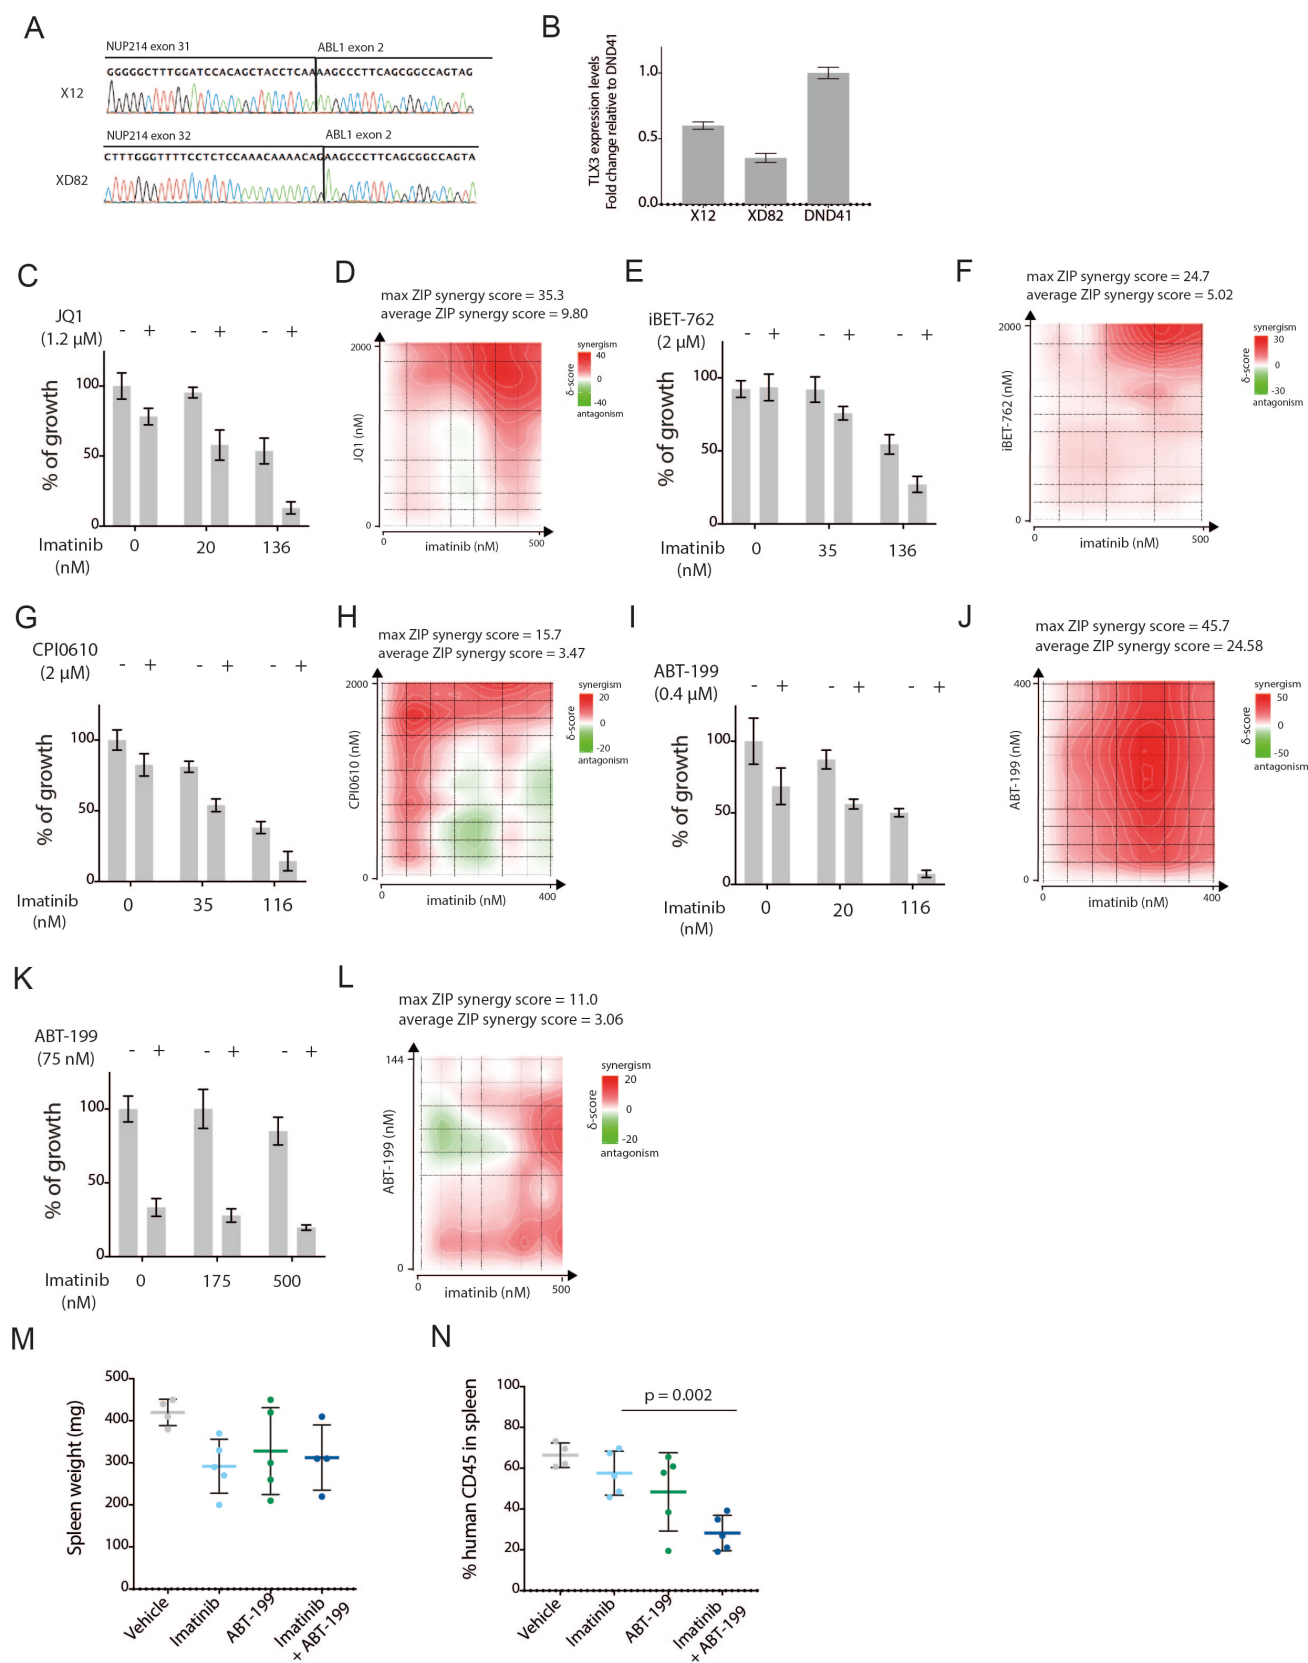 A
NUP214 exon 31 ABL1 exon 2
GGGGGCTTTGGATCCACAGCTACCTCAAAAGCCCTTCAGCGGCCAGTAG
X12
NUP214 exon 32 ABL1 exon 2
CTTTGGGTTTTCCTCTCCAAACAAAACAGAAGCCCTTCAGCGGCCAGTA
XD82
B
TLX3 expression levels
Fold change relative to DND41
1.0
0.5
0.0
X12 XD82 DND41
C
JQ1
(1.2 μM)
- + - + - +
% of growth
100
50
0
Imatinib
(nM)
0 20 136
D
max ZIP synergy score = 35.3
average ZIP synergy score = 9.80
2000
JQ1 (nM)
0
0 imatinib (nM) 500
synergism
40
δ-score
0
-40
antagonism
E
iBET-762
(2 μM)
- + - + - +
% of growth
100
50
0
Imatinib
(nM)
0 35 136
F
max ZIP synergy score = 24.7
average ZIP synergy score = 5.02
2000
iBET-762 (nM)
0
0 imatinib (nM) 500
synergism
30
δ-score
0
-30
antagonism
G
CPI0610
(2 μM)
- + - + - +
% of growth
100
50
0
Imatinib
(nM)
0 35 116
H
max ZIP synergy score = 15.7
average ZIP synergy score = 3.47
2000
CPI0610 (nM)
0
0 imatinib (nM) 400
synergism
20
δ-score
0
-20
antagonism
I
ABT-199
(0.4 μM)
- + - + - +
% of growth
100
50
0
Imatinib
(nM)
0 20 116
J
max ZIP synergy score = 45.7
average ZIP synergy score = 24.58
400
ABT-199 (nM)
0
0 imatinib (nM) 400
synergism
50
δ-score
0
-50
antagonism
K
ABT-199
(75 nM)
- + - + - +
% of growth
100
50
0
Imatinib
(nM)
0 175 500
L
max ZIP synergy score = 11.0
average ZIP synergy score = 3.06
144
ABT-199 (nM)
0
0 imatinib (nM) 500
synergism
20
δ-score
0
-20
antagonism
M
Spleen weight (mg)
500
400
300
200
100
0
Vehicle
Imatinib
ABT-199
Imatinib
+ ABT-199
N
% human CD45 in spleen
100
80
60
40
20
0
p = 0.002
Vehicle
Imatinib
ABT-199
Imatinib
+ ABT-199